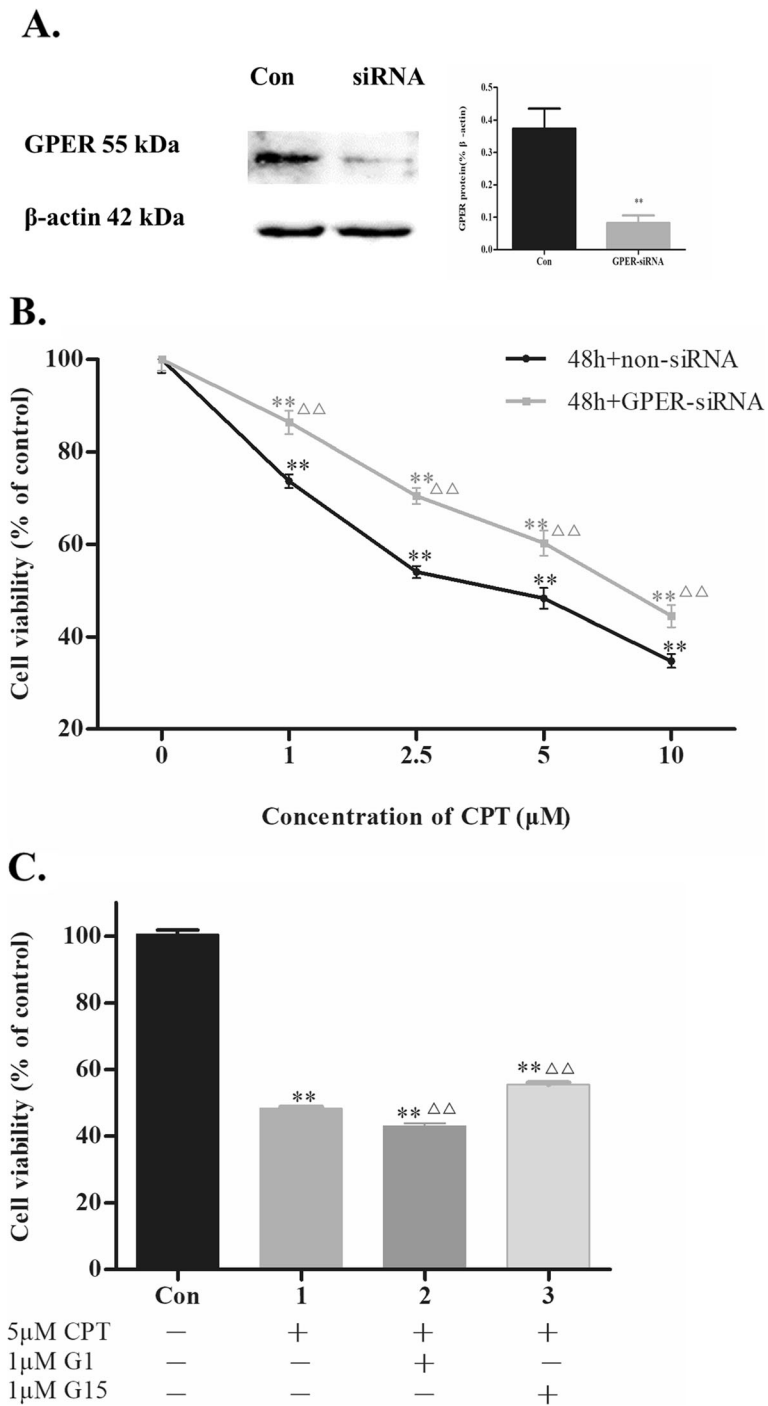 A.
Con siRNA
GPER 55 kDa
β-actin 42 kDa
GPER protein(% β -actin)
0.5
0.4
0.3
0.2
0.1
0.0
**
Con GPER-siRNA
B.
Cell viability (% of control)
100
80
60
40
20
48h+non-siRNA
48h+GPER-siRNA
**△△
**
**△△
**
**△△
**
**△△
**
0 1 2.5 5 10
Concentration of CPT (μM)
C.
Cell viability (% of control)
100
80
60
40
20
0
**
**△△
**△△
Con 1 2 3
5μM CPT − + + +
1μM G1 − − + −
1μM G15 − − − +